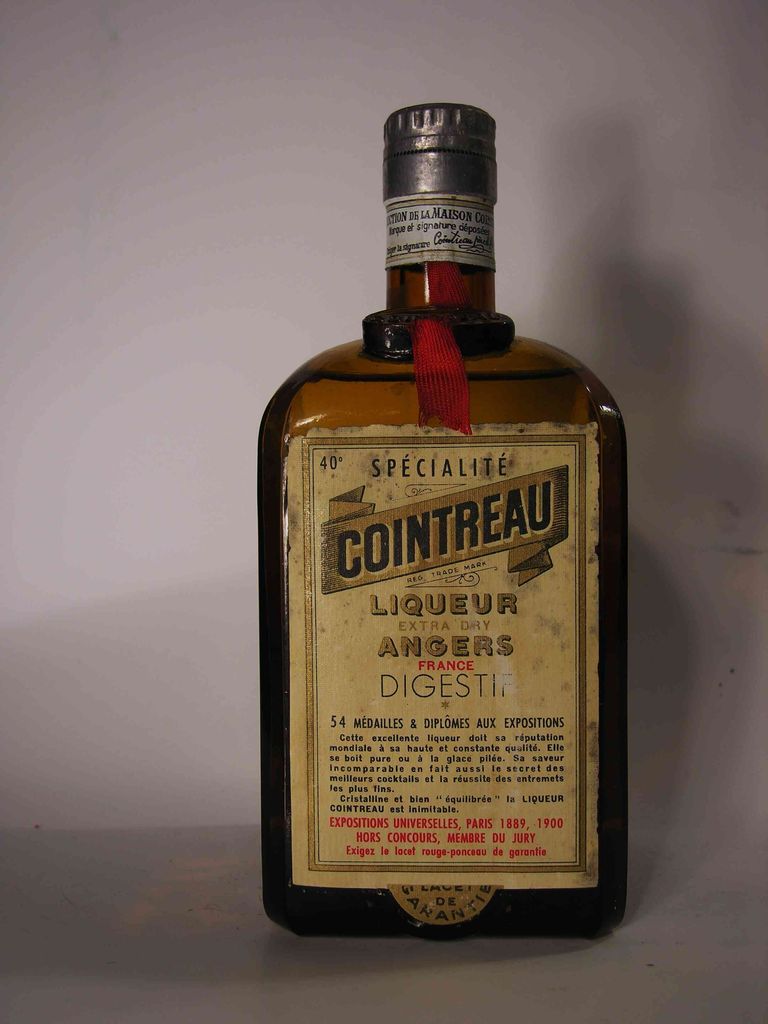 CTION DE LA MAISON
Marque et signature déposées
la signature Cointreau
40° SPÉCIALITÉ
COINTREAU
REG. TRADE MARK
LIQUEUR
EXTRA DRY
ANGERS
FRANCE
DIGESTIF
54 MÉDAILLES & DIPLÔMES AUX EXPOSITIONS
Cette excellente liqueur doit sa réputation
mondiale à sa haute et constante qualité. Elle
se boit pure ou à la glace pilée. Sa saveur
incomparable en fait aussi le secret des
meilleurs cocktails et la réussite des entremets
les plus fins.
Cristalline et bien "équilibrée" la LIQUEUR
COINTREAU est inimitable.
EXPOSITIONS UNIVERSELLES, PARIS 1889, 1900
HORS CONCOURS, MEMBRE DU JURY
Exigez le lacet rouge-ponceau de garantie
LACET
DE